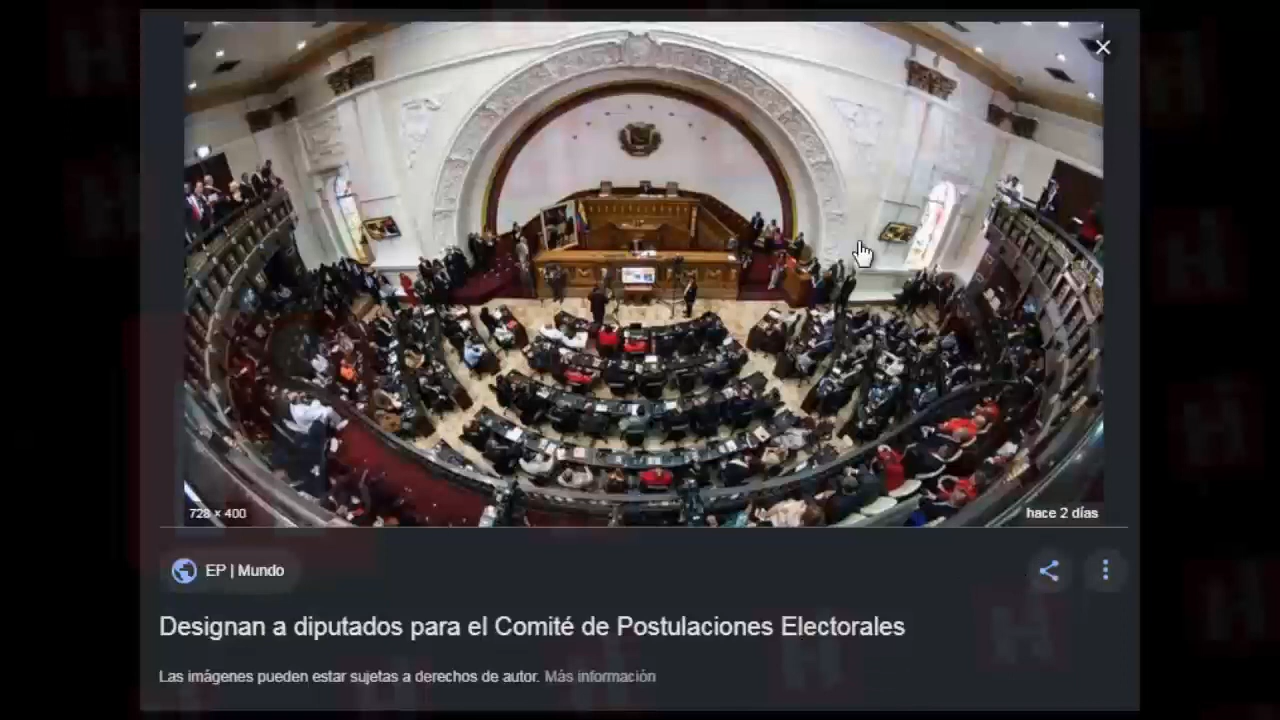 728 × 400
hace 2 días
EP | Mundo
Designan a diputados para el Comité de Postulaciones Electorales
Las imágenes pueden estar sujetas a derechos de autor. Más información